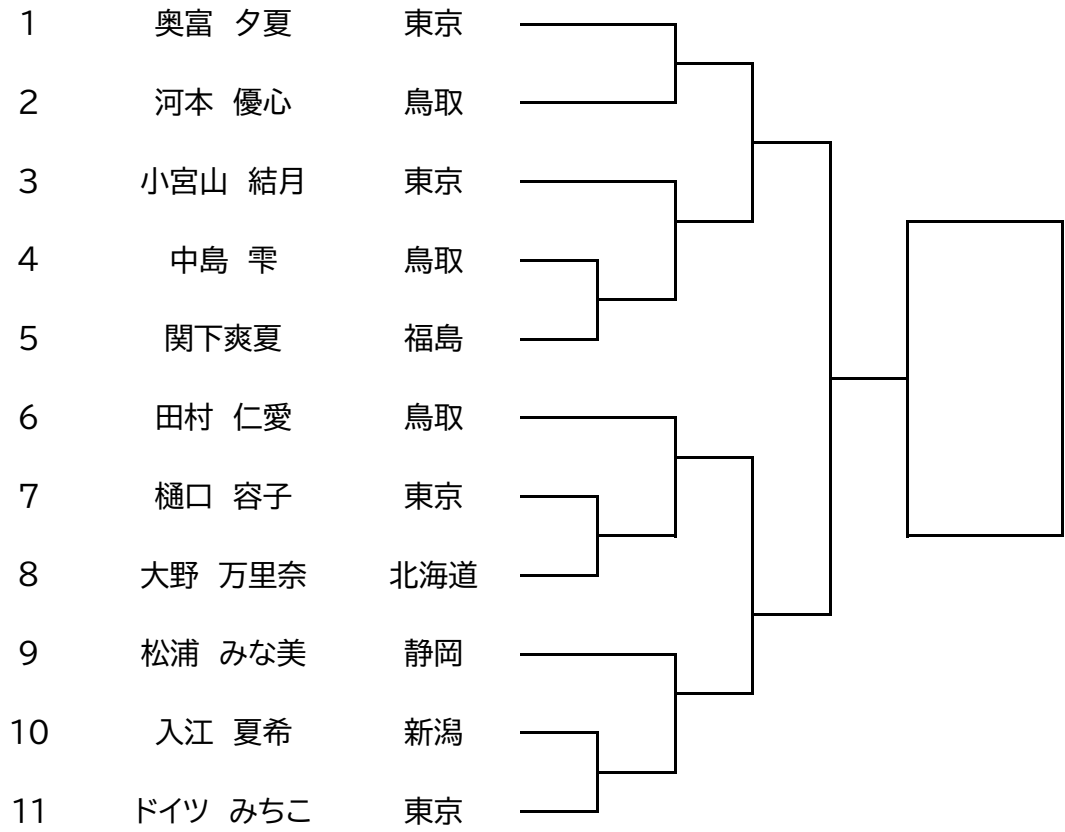 1 奥富 夕夏 東京
2 河本 優心 鳥取
3 小宮山 結月 東京
4 中島 雫 鳥取
5 関下爽夏 福島
6 田村 仁愛 鳥取
7 樋口 容子 東京
8 大野 万里奈 北海道
9 松浦 みな美 静岡
10 入江 夏希 新潟
11 ドイツ みちこ 東京